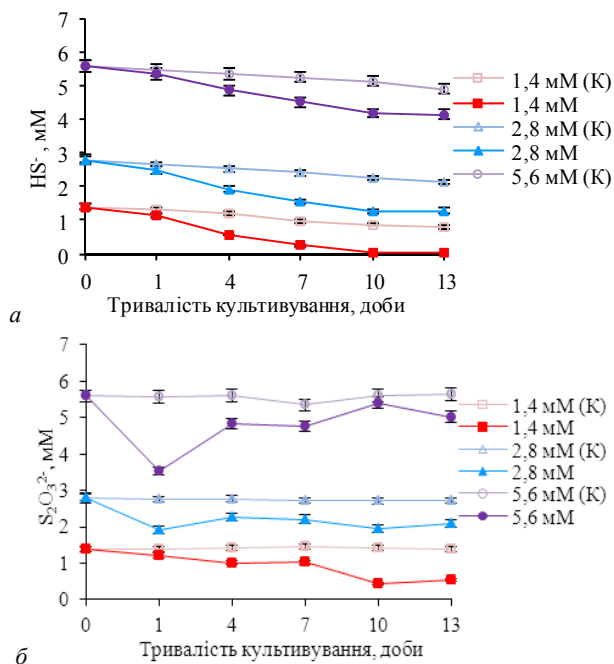 7
6
5
4
3
2
1
0
HS⁻, мМ
0 1 4 7 10 13
Тривалість культивування, доби
1,4 мМ (К)
1,4 мМ
2,8 мМ (К)
2,8 мМ
5,6 мМ (К)
5,6 мМ
а
7
6
5
4
3
2
1
0
S₂O₃²⁻, мМ
0 1 4 7 10 13
Тривалість культивування, доби
1,4 мМ (К)
1,4 мМ
2,8 мМ (К)
2,8 мМ
5,6 мМ (К)
5,6 мМ
б